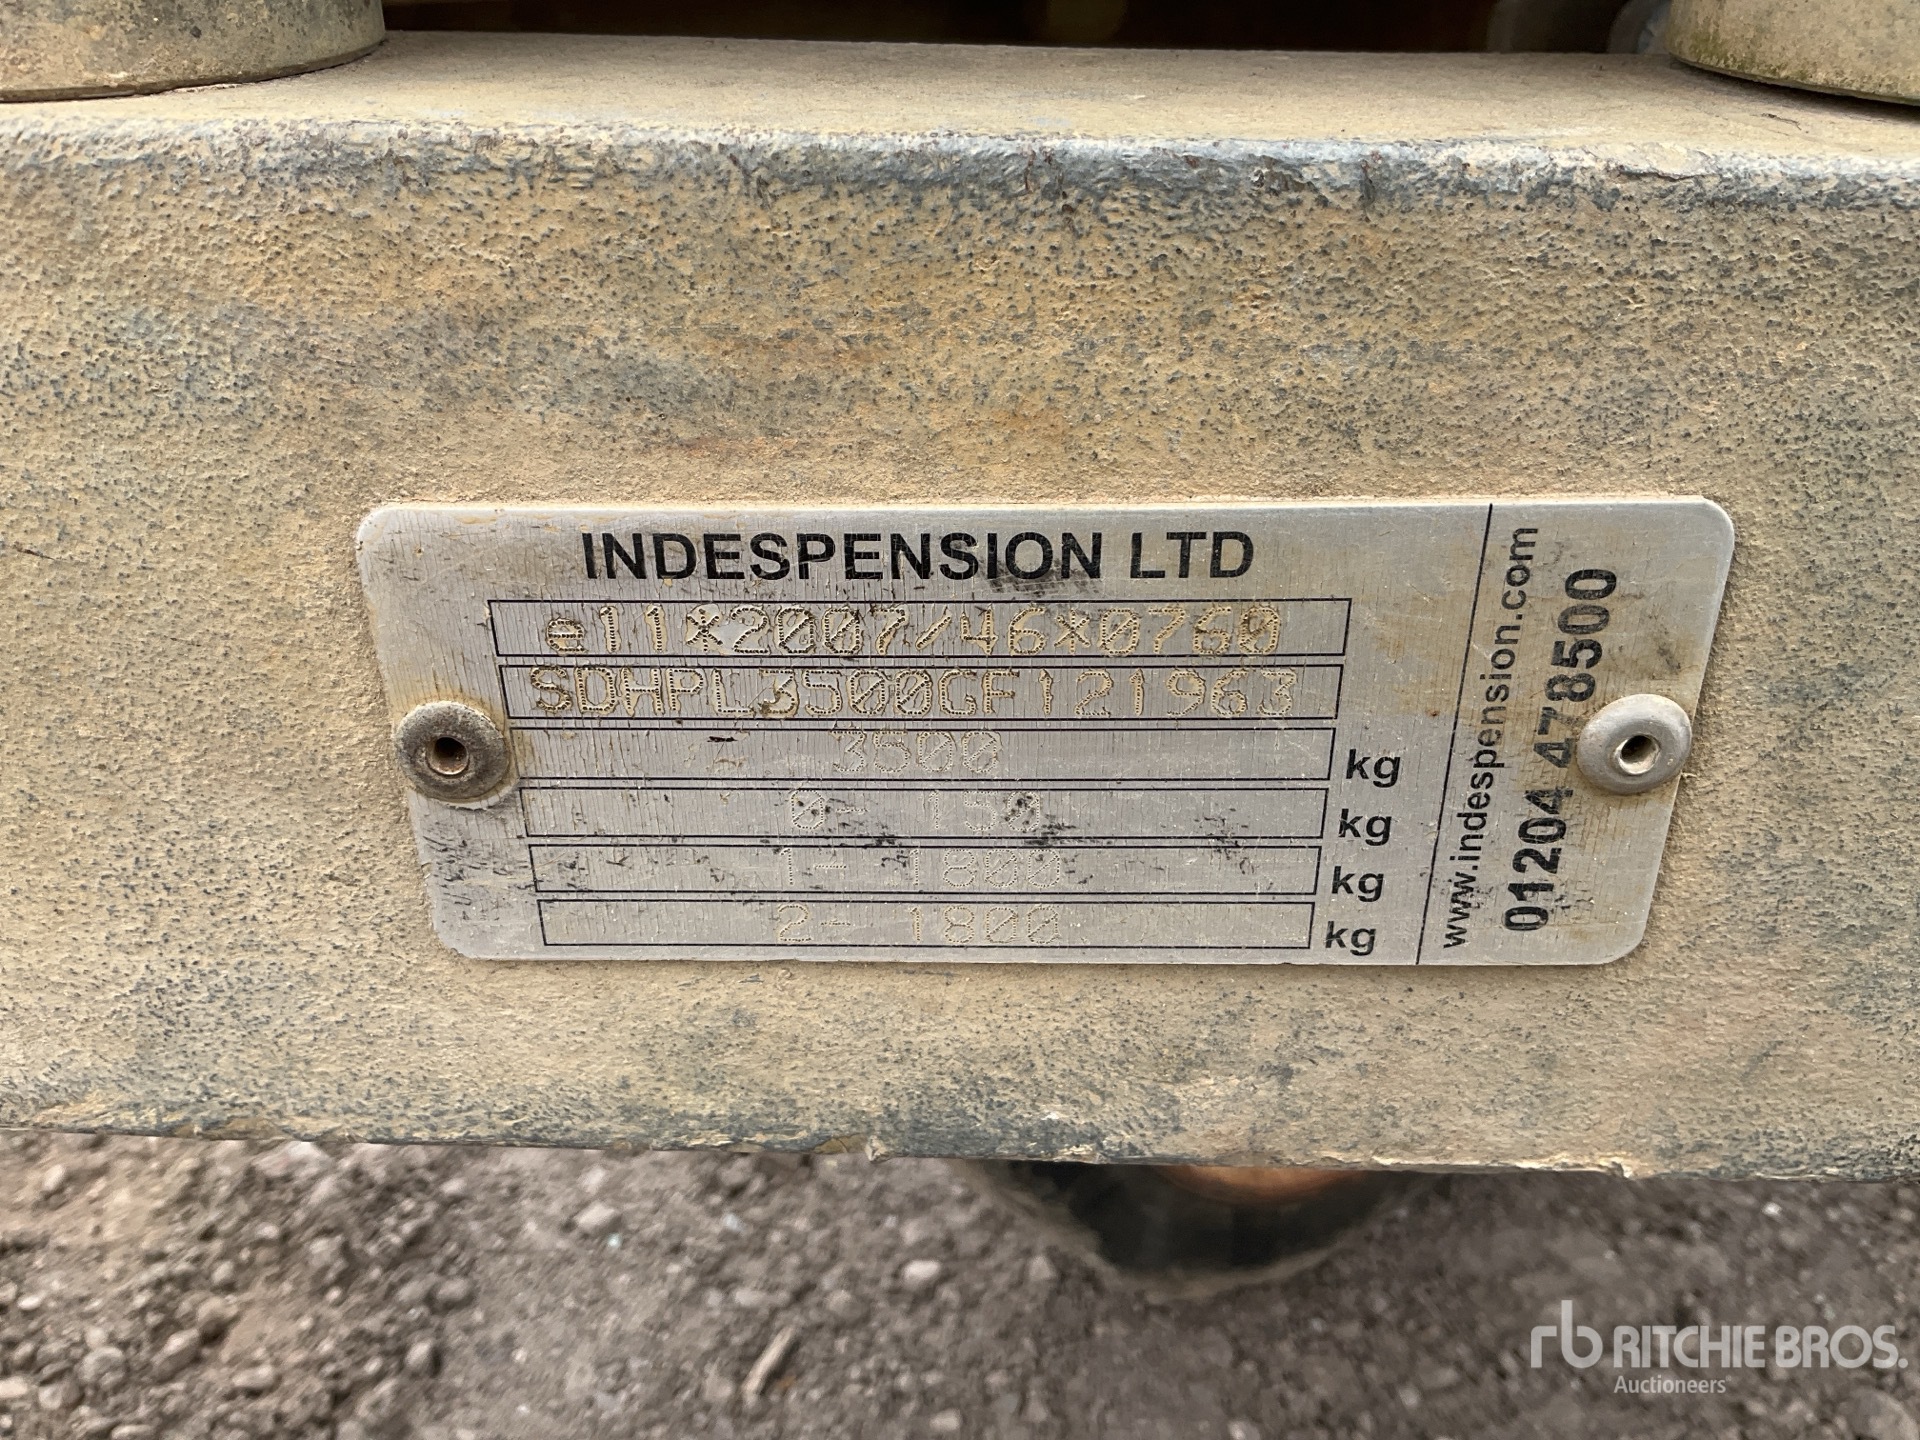 INDESPENSION LTD
e11*2007/46*0760
SDHPL3500GF121963
3500 kg
0- 150 kg
1- 1800 kg
2- 1800 kg
www.indespension.com
01204 478500
rb RITCHIE BROS.
Auctioneers